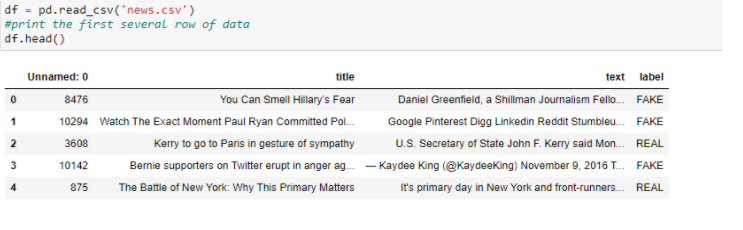 df = pd.read_csv('news.csv')
#print the first several row of data
df.head()
Unnamed: 0 title text label
0 8476 You Can Smell Hillary's Fear Daniel Greenfield, a Shillman Journalism Fello... FAKE
1 10294 Watch The Exact Moment Paul Ryan Committed Pol... Google Pinterest Digg Linkedin Reddit Stumbleu... FAKE
2 3608 Kerry to go to Paris in gesture of sympathy U.S. Secretary of State John F. Kerry said Mon... REAL
3 10142 Bernie supporters on Twitter erupt in anger ag... — Kaydee King (@KaydeeKing) November 9, 2016 T... FAKE
4 875 The Battle of New York: Why This Primary Matters It's primary day in New York and front-runners... REAL